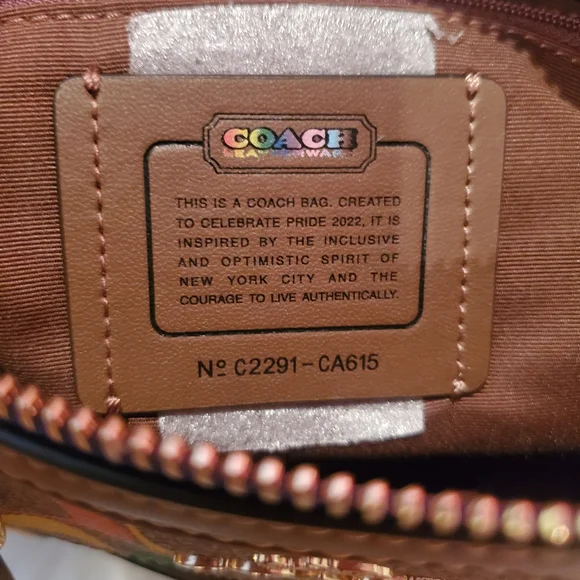 COACH
LEATHERWARE
THIS IS A COACH BAG. CREATED
TO CELEBRATE PRIDE 2022, IT IS
INSPIRED BY THE INCLUSIVE
AND OPTIMISTIC SPIRIT OF
NEW YORK CITY AND THE
COURAGE TO LIVE AUTHENTICALLY.
Nº C2291-CA615